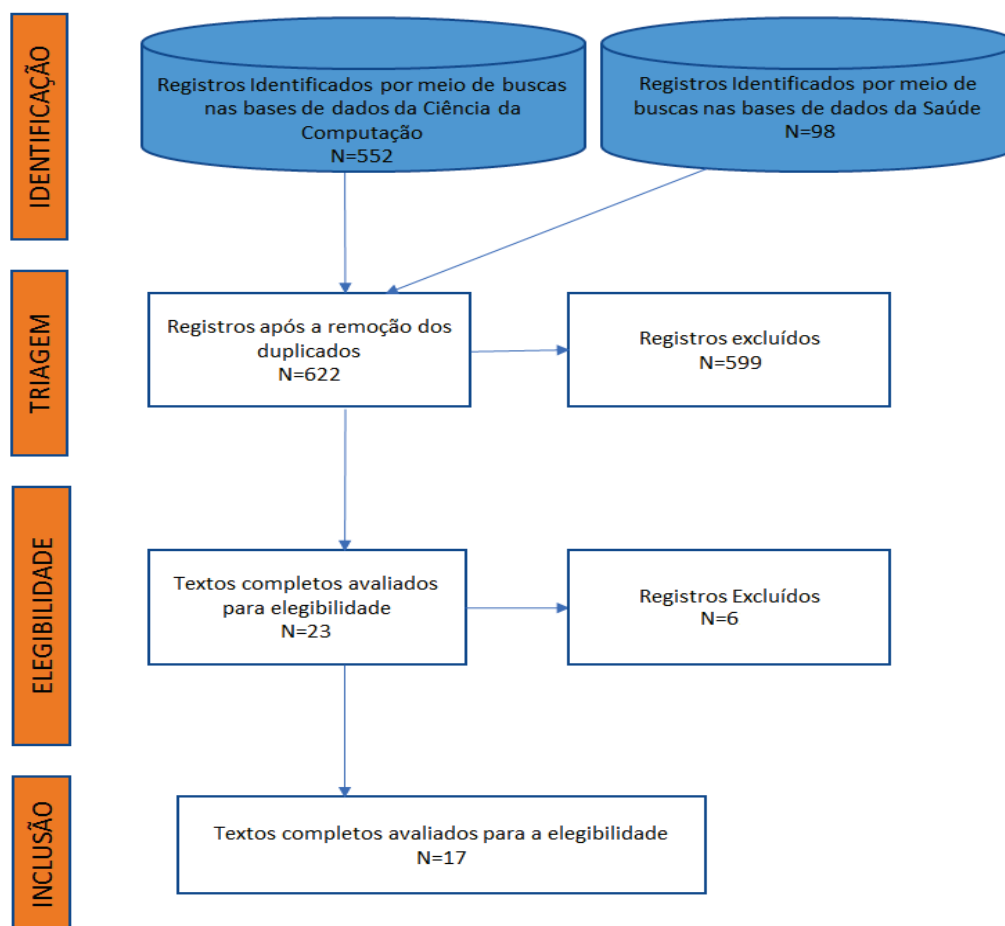 IDENTIFICAÇÃO
Registros Identificados por meio de buscas
nas bases de dados da Ciência da
Computação
N=552
Registros Identificados por meio de
buscas nas bases de dados da Saúde
N=98
TRIAGEM
Registros após a remoção dos
duplicados
N=622
Registros excluídos
N=599
ELEGIBILIDADE
Textos completos avaliados
para elegibilidade
N=23
Registros Excluídos
N=6
INCLUSÃO
Textos completos avaliados para a elegibilidade
N=17